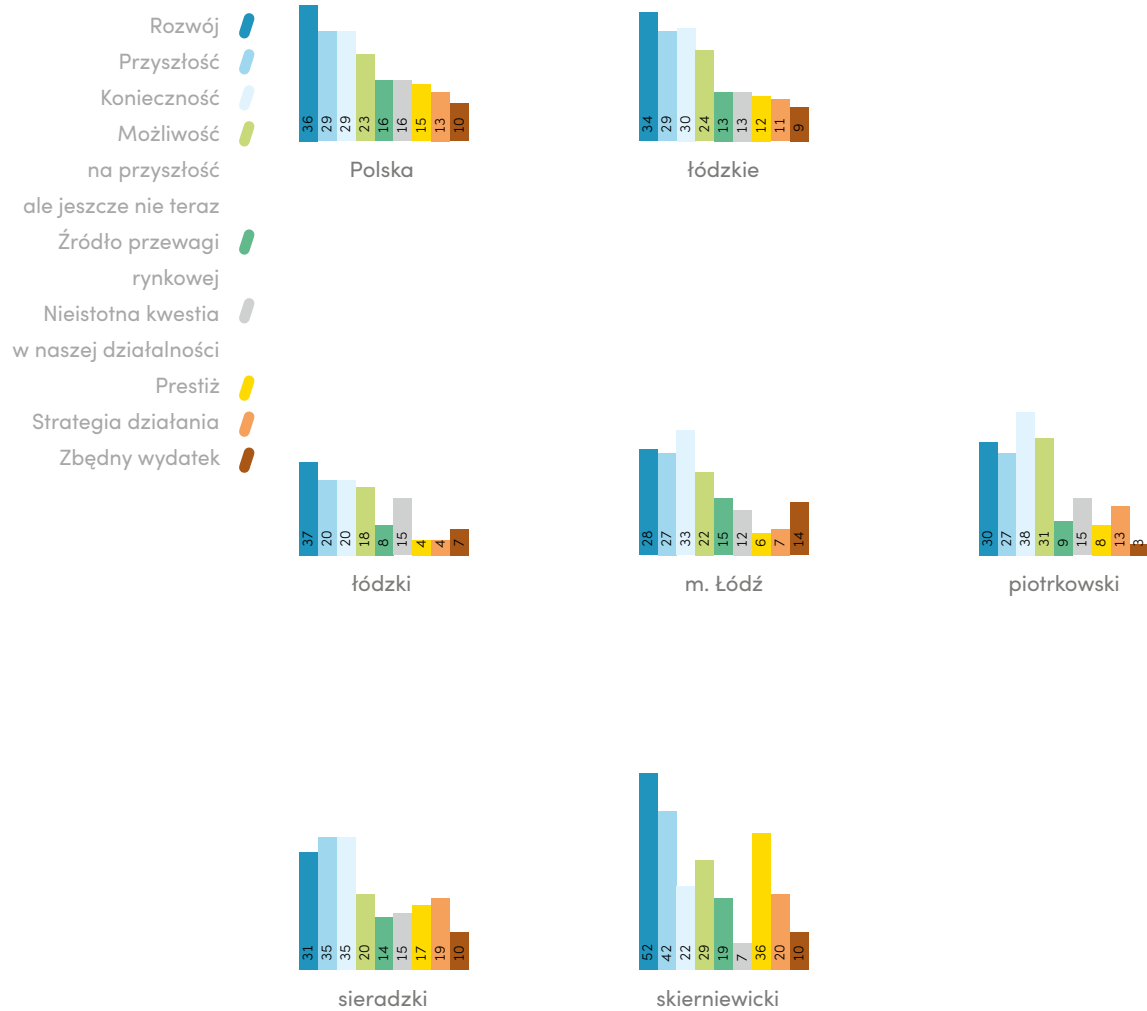 Rozwój
Przyszłość
Konieczność
Możliwość
na przyszłość
ale jeszcze nie teraz
Źródło przewagi
rynkowej
Nieistotna kwestia
w naszej działalności
Prestiż
Strategia działania
Zbędny wydatek
36 29 29 23 16 16 15 13 10
Polska
34 29 30 24 13 13 12 11 9
łódzkie
37 20 20 18 8 15 4 4 7
łódzki
28 27 33 22 15 12 6 7 14
m. Łódź
30 27 38 31 9 15 8 13 3
piotrkowski
31 35 35 20 14 15 17 19 10
sieradzki
52 42 22 29 19 7 36 20 10
skierniewicki